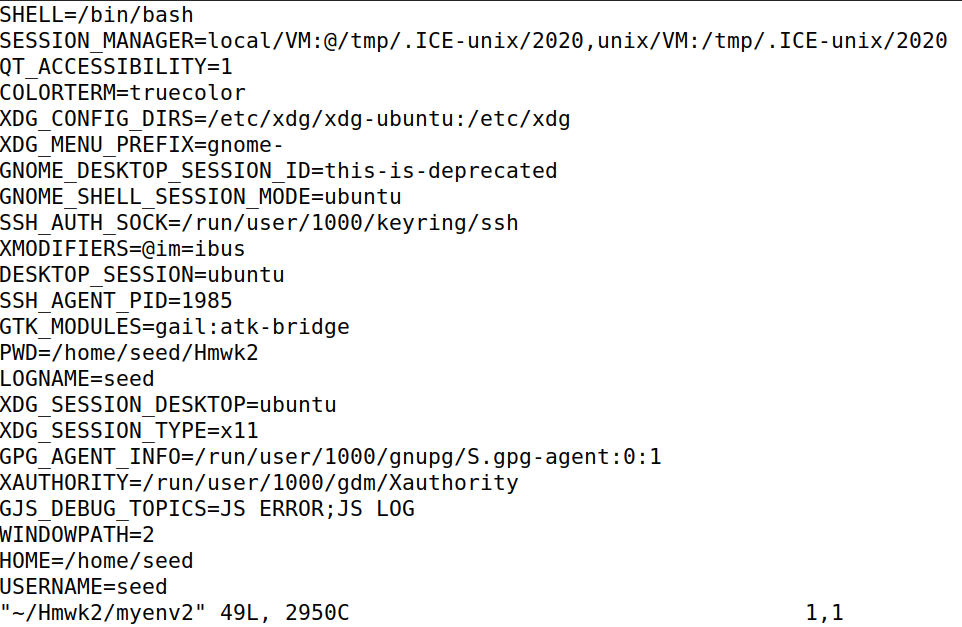 SHELL=/bin/bash
SESSION_MANAGER=local/VM:@/tmp/.ICE-unix/2020,unix/VM:/tmp/.ICE-unix/2020
QT_ACCESSIBILITY=1
COLORTERM=truecolor
XDG_CONFIG_DIRS=/etc/xdg/xdg-ubuntu:/etc/xdg
XDG_MENU_PREFIX=gnome-
GNOME_DESKTOP_SESSION_ID=this-is-deprecated
GNOME_SHELL_SESSION_MODE=ubuntu
SSH_AUTH_SOCK=/run/user/1000/keyring/ssh
XMODIFIERS=@im=ibus
DESKTOP_SESSION=ubuntu
SSH_AGENT_PID=1985
GTK_MODULES=gail:atk-bridge
PWD=/home/seed/Hmwk2
LOGNAME=seed
XDG_SESSION_DESKTOP=ubuntu
XDG_SESSION_TYPE=x11
GPG_AGENT_INFO=/run/user/1000/gnupg/S.gpg-agent:0:1
XAUTHORITY=/run/user/1000/gdm/Xauthority
GJS_DEBUG_TOPICS=JS ERROR;JS LOG
WINDOWPATH=2
HOME=/home/seed
USERNAME=seed
"~/Hmwk2/myenv2" 49L, 2950C 1,1